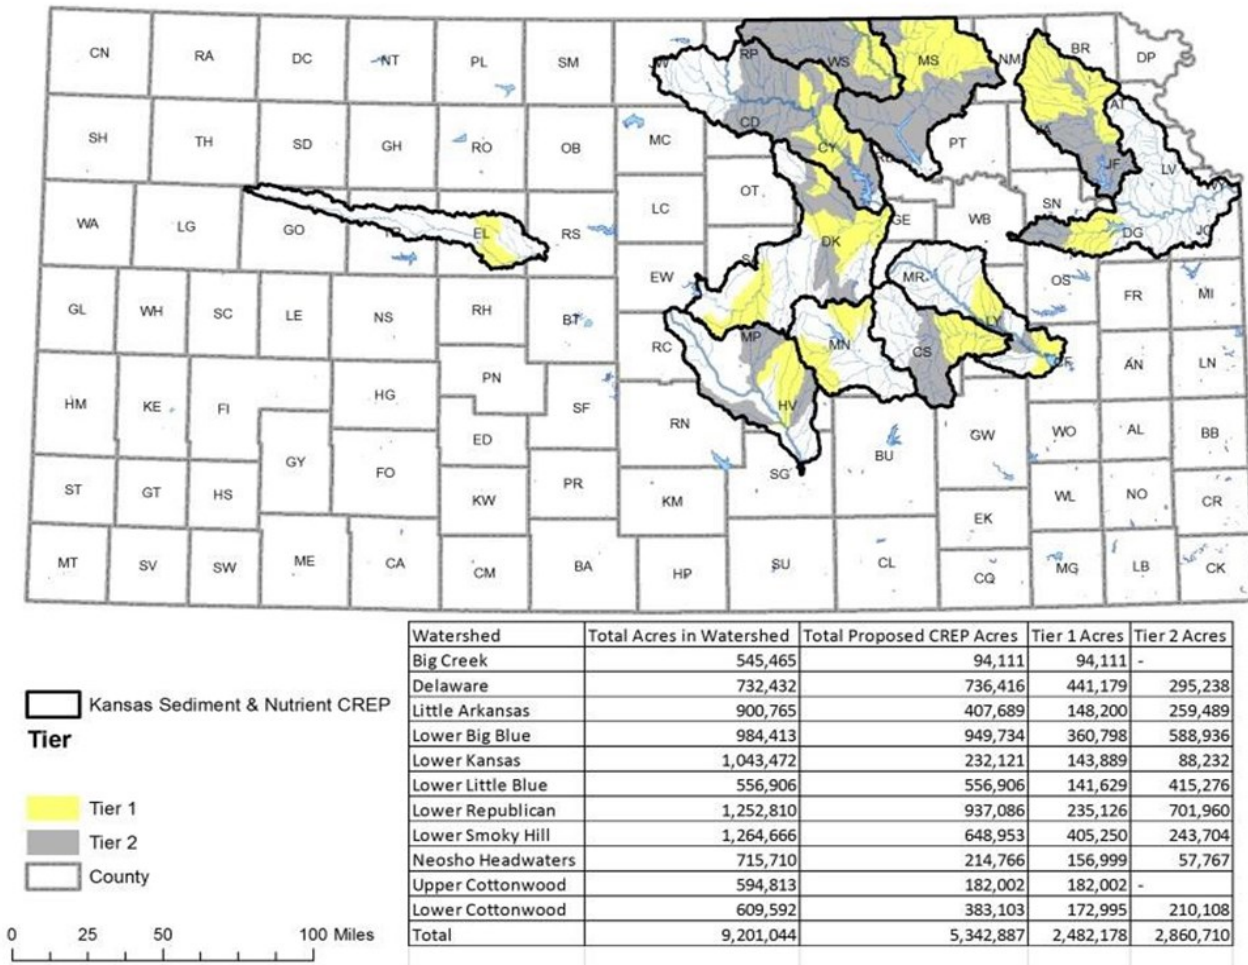 CN RA DC NT PL SM JW RP WS MS NM BR DP
SH TH SD GH RO OB MC CD CY PT AT
WA LG GO EL RS LC OT DK GE WB SN JF LV
EW MR DG JO
GL WH SC LE NS RH BT RC MP MN CS LY OS FR MI
HM KE FI HG PN SF RN HV CF AN LN
GY ED SG BU GW WO AL BB
ST GT HS FO KW PR KM EK WL NO CR
MT SV SW ME CA CM BA HP SU CL CQ MG LB CK
Kansas Sediment & Nutrient CREP
Tier
Tier 1
Tier 2
County
0 25 50 100 Miles
Watershed Total Acres in Watershed Total Proposed CREP Acres Tier 1 Acres Tier 2 Acres
Big Creek 545,465 94,111 94,111 -
Delaware 732,432 736,416 441,179 295,238
Little Arkansas 900,765 407,689 148,200 259,489
Lower Big Blue 984,413 949,734 360,798 588,936
Lower Kansas 1,043,472 232,121 143,889 88,232
Lower Little Blue 556,906 556,906 141,629 415,276
Lower Republican 1,252,810 937,086 235,126 701,960
Lower Smoky Hill 1,264,666 648,953 405,250 243,704
Neosho Headwaters 715,710 214,766 156,999 57,767
Upper Cottonwood 594,813 182,002 182,002 -
Lower Cottonwood 609,592 383,103 172,995 210,108
Total 9,201,044 5,342,887 2,482,178 2,860,710